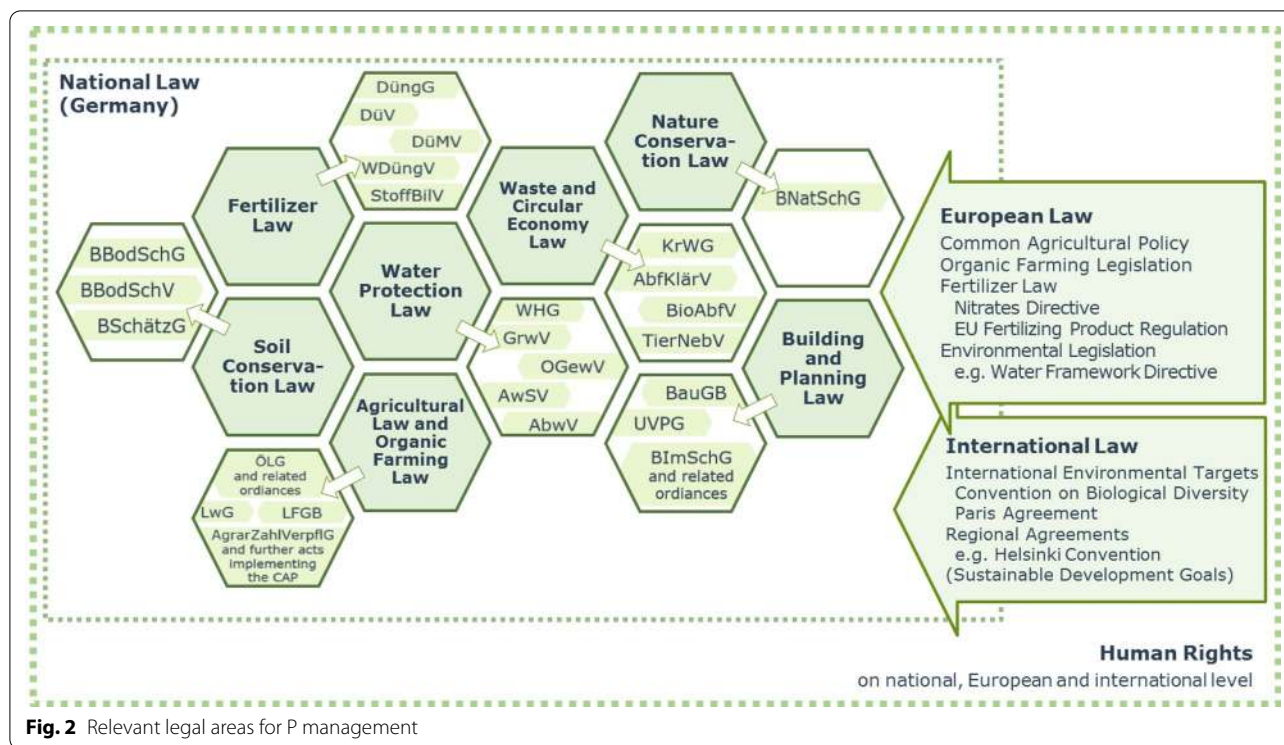 National Law
(Germany)
DüngG
DüV
DüMV
WDüngV
StoffBilV
Fertilizer
Law
BBodSchG
BBodSchV
BSchätzG
Soil
Conserva-
tion Law
Water
Protection
Law
WHG
GrwV
OGewV
AwSV
AbwV
Agricultural
Law and
Organic
Farming
Law
ÖLG
and related
ordiances
LwG
LFGB
AgrarZahlVerpflG
and further acts
implementing
the CAP
Waste and
Circular
Economy
Law
KrWG
AbfKlärV
BioAbfV
TierNebV
Nature
Conserva-
tion Law
BNatSchG
Building
and
Planning
Law
BauGB
UVPG
BImSchG
and related
ordiances
European Law
Common Agricultural Policy
Organic Farming Legislation
Fertilizer Law
Nitrates Directive
EU Fertilizing Product Regulation
Environmental Legislation
e.g. Water Framework Directive
International Law
International Environmental Targets
Convention on Biological Diversity
Paris Agreement
Regional Agreements
e.g. Helsinki Convention
(Sustainable Development Goals)
Human Rights
on national, European and international level
Fig. 2 Relevant legal areas for P management